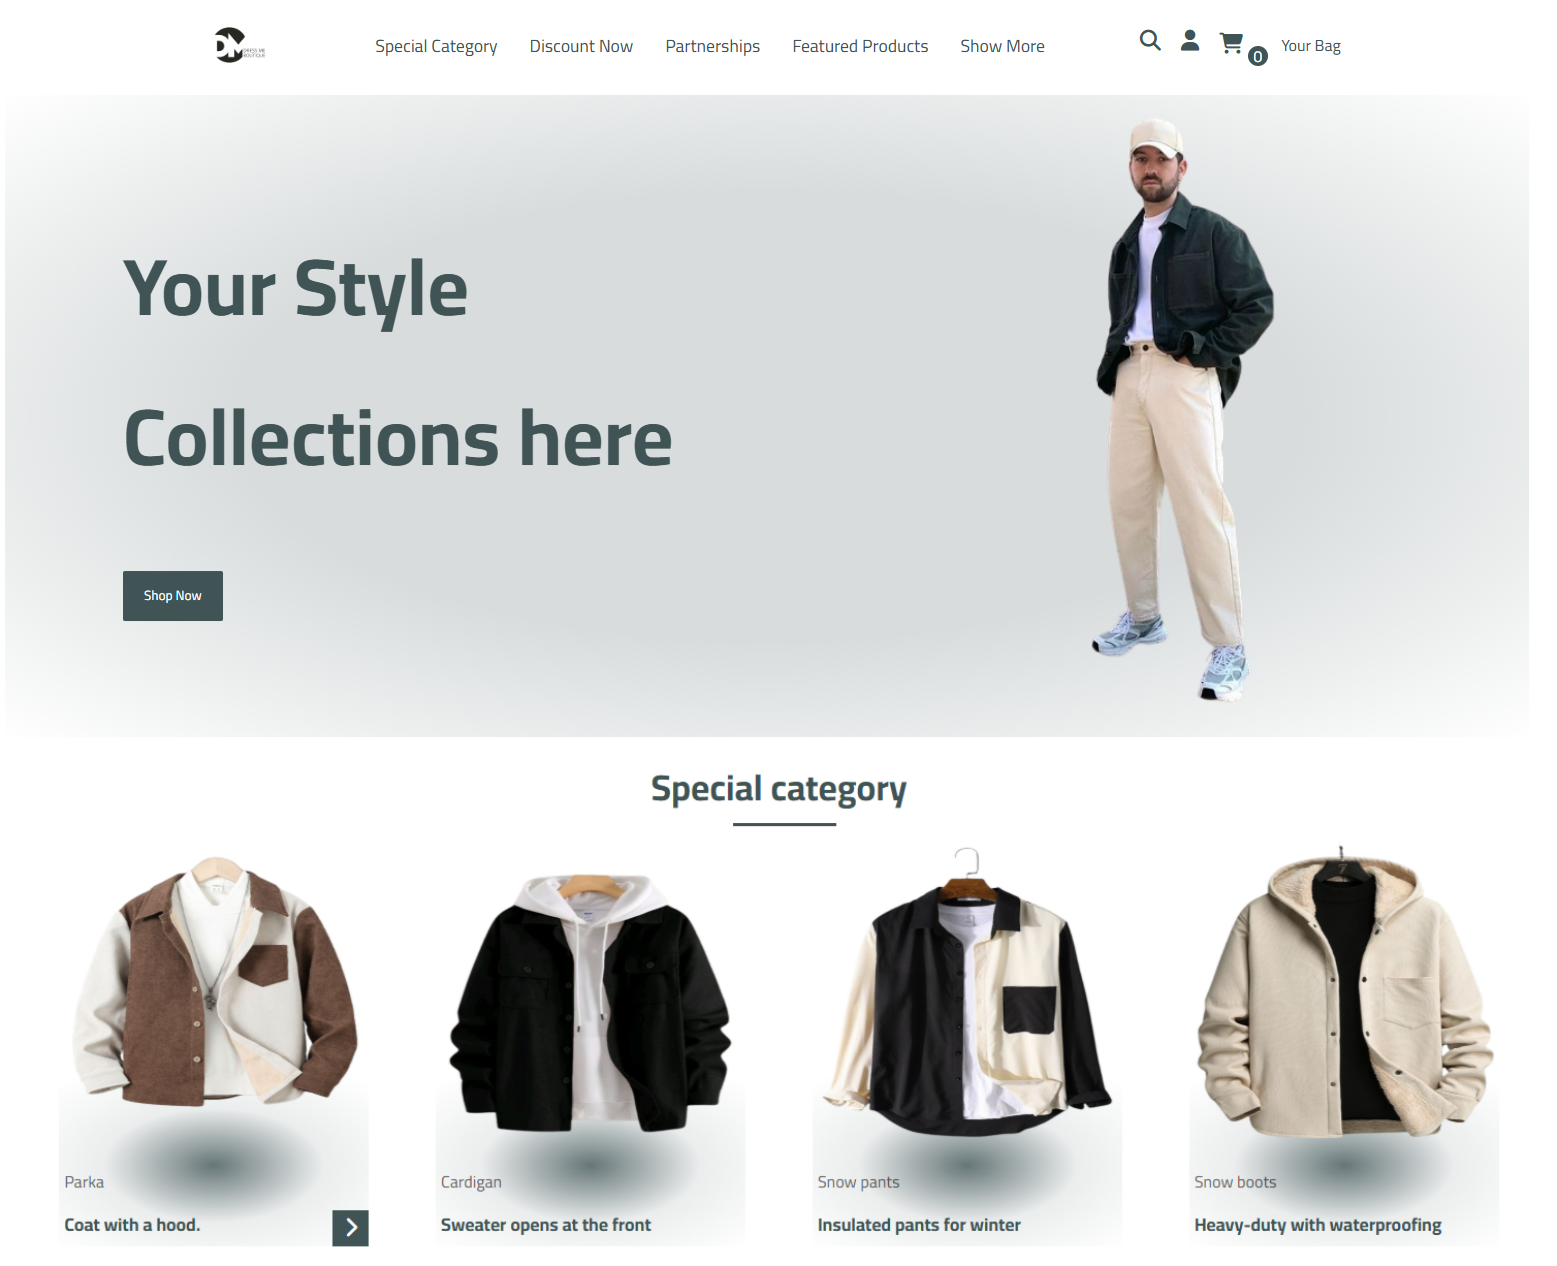 DRESS ME
BOUTIQUE
Special Category
Discount Now
Partnerships
Featured Products
Show More
0
Your Bag
Your Style
Collections here
Shop Now
Special category
Parka
Coat with a hood.
Cardigan
Sweater opens at the front
Snow pants
Insulated pants for winter
Snow boots
Heavy-duty with waterproofing